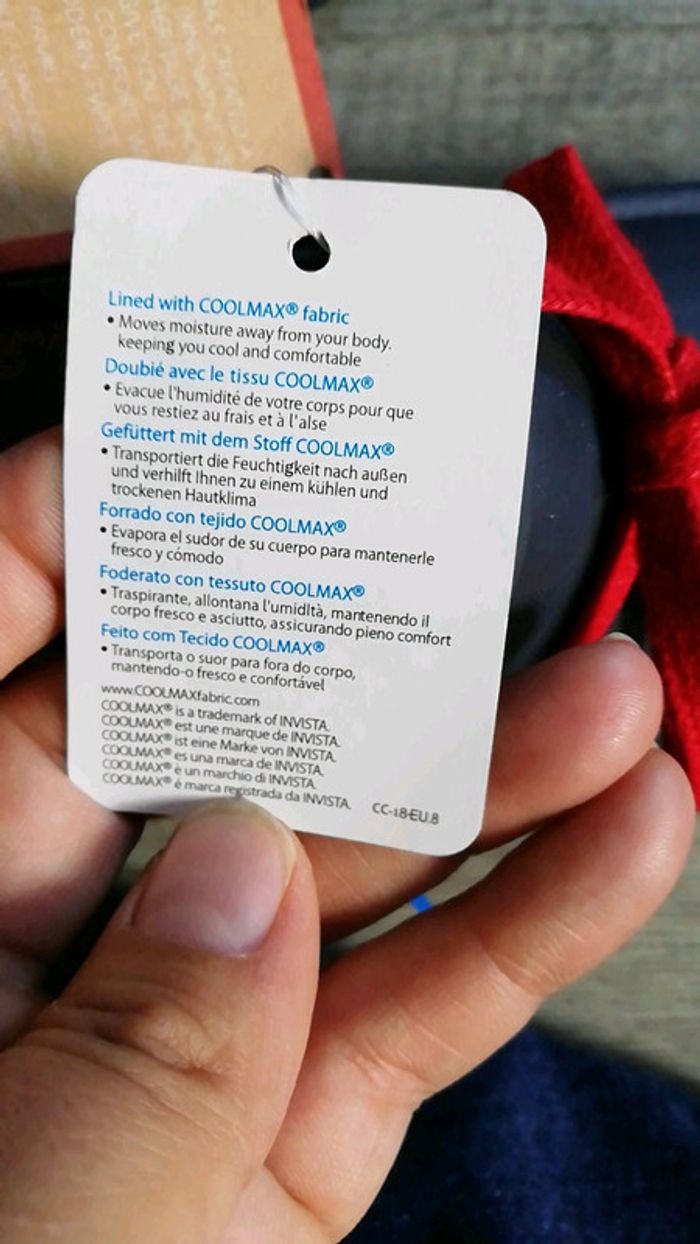 Lined with COOLMAX® fabric
• Moves moisture away from your body.
keeping you cool and comfortable
Doubié avec le tissu COOLMAX®
• Evacue l'humidité de votre corps pour que
vous restiez au frais et à l'alse
Gefüttert mit dem Stoff COOLMAX®
• Transportiert die Feuchtigkeit nach außen
und verhilft Ihnen zu einem kühlen und
trockenen Hautklima
Forrado con tejido COOLMAX®
• Evapora el sudor de su cuerpo para mantenerle
fresco y cómodo
Foderato con tessuto COOLMAX®
• Traspirante, allontana l'umidltà, mantenendo il
corpo fresco e asciutto, assicurando pieno comfort
Feito com Tecido COOLMAX®
• Transporta o suor para fora do corpo,
mantendo-o fresco e confortável
www.COOLMAXfabric.com
COOLMAX® is a trademark of INVISTA.
COOLMAX® est une marque de INVISTA.
COOLMAX® ist eine Marke von INVISTA.
COOLMAX® es una marca de INVISTA.
COOLMAX® è un marchio di INVISTA.
COOLMAX® é marca registrada da INVISTA.
CC-18-EU.8